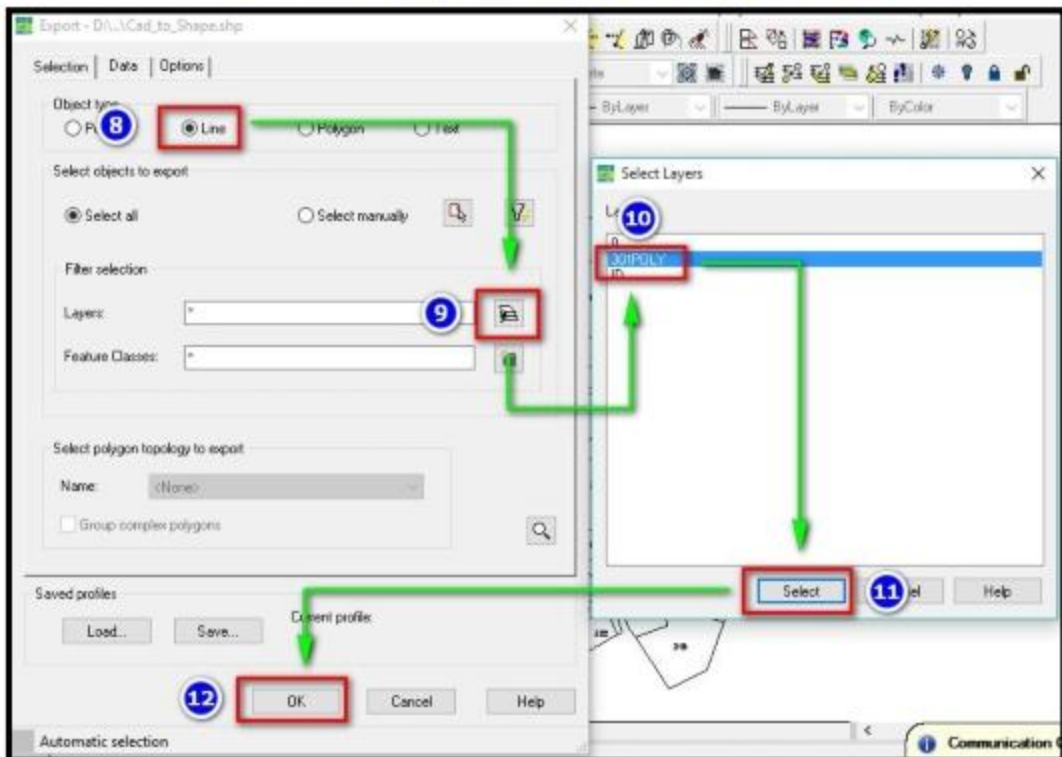 Export - D:\...\Cad_to_Shape.shp
Selection Data Options
Object type
8
Line
Polygon
Text
Select objects to export
Select all
Select manually
Filter selection
Layers:
*
9
Feature Classes:
*
Select polygon topology to export
Name:
<None>
Group complex polygons
Saved profiles
Load...
Save...
Current profile:
12
OK
Cancel
Help
Automatic selection
ByLayer
ByLayer
ByColor
Select Layers
10
0
301POLY
ID
Select
11
Help
Communication